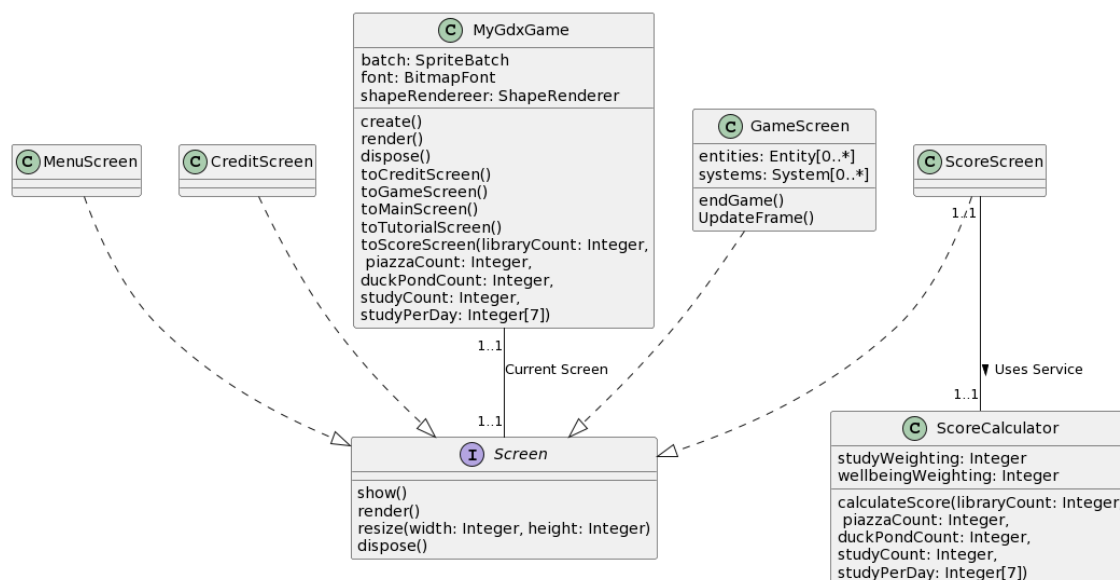 C MyGdxGame
batch: SpriteBatch
font: BitmapFont
shapeRendereer: ShapeRenderer
create()
render()
dispose()
toCreditScreen()
toGameScreen()
toMainScreen()
toTutorialScreen()
toScoreScreen(libraryCount: Integer,
piazzaCount: Integer,
duckPondCount: Integer,
studyCount: Integer,
studyPerDay: Integer[7])
C MenuScreen
C CreditScreen
C GameScreen
entities: Entity[0..*]
systems: System[0..*]
endGame()
UpdateFrame()
C ScoreScreen
1..1
1..1
Current Screen
1..1
Uses Service
1..1
I Screen
show()
render()
resize(width: Integer, height: Integer)
dispose()
C ScoreCalculator
studyWeighting: Integer
wellbeingWeighting: Integer
calculateScore(libraryCount: Integer
piazzaCount: Integer,
duckPondCount: Integer,
studyCount: Integer,
studyPerDay: Integer[7])